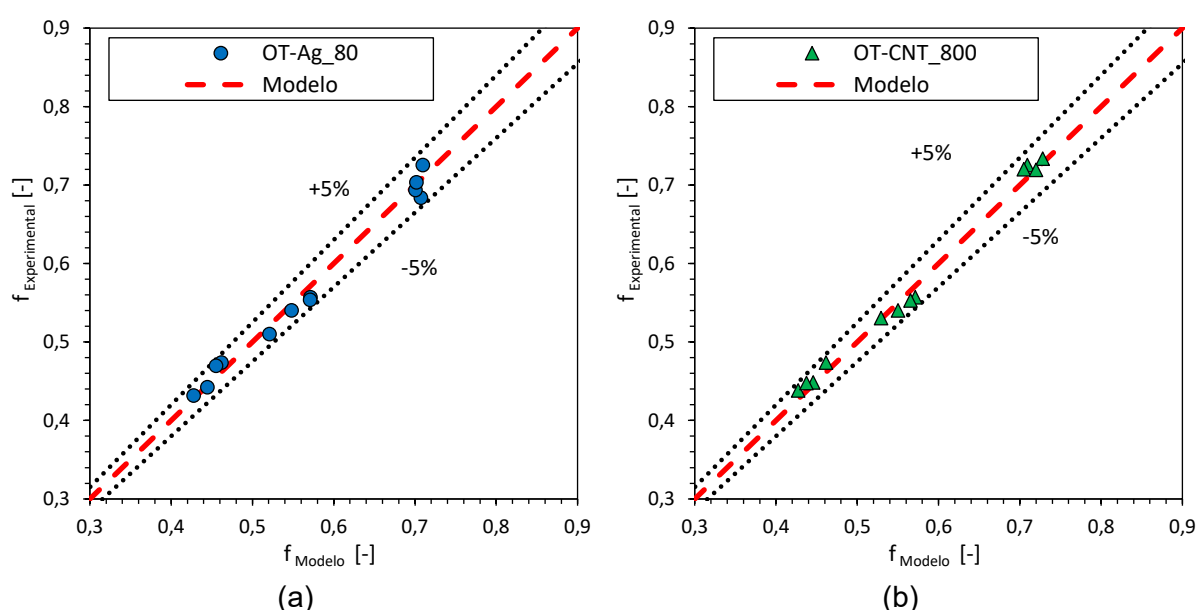 0,9
OT-Ag_80
Modelo
0,8
+5%
0,7
-5%
0,6
0,5
0,4
0,3
f Experimental [-]
0,3 0,4 0,5 0,6 0,7 0,8 0,9
f Modelo [-]
(a)
0,9
OT-CNT_800
Modelo
0,8
+5%
0,7
-5%
0,6
0,5
0,4
0,3
f Experimental [-]
0,3 0,4 0,5 0,6 0,7 0,8 0,9
f Modelo [-]
(b)